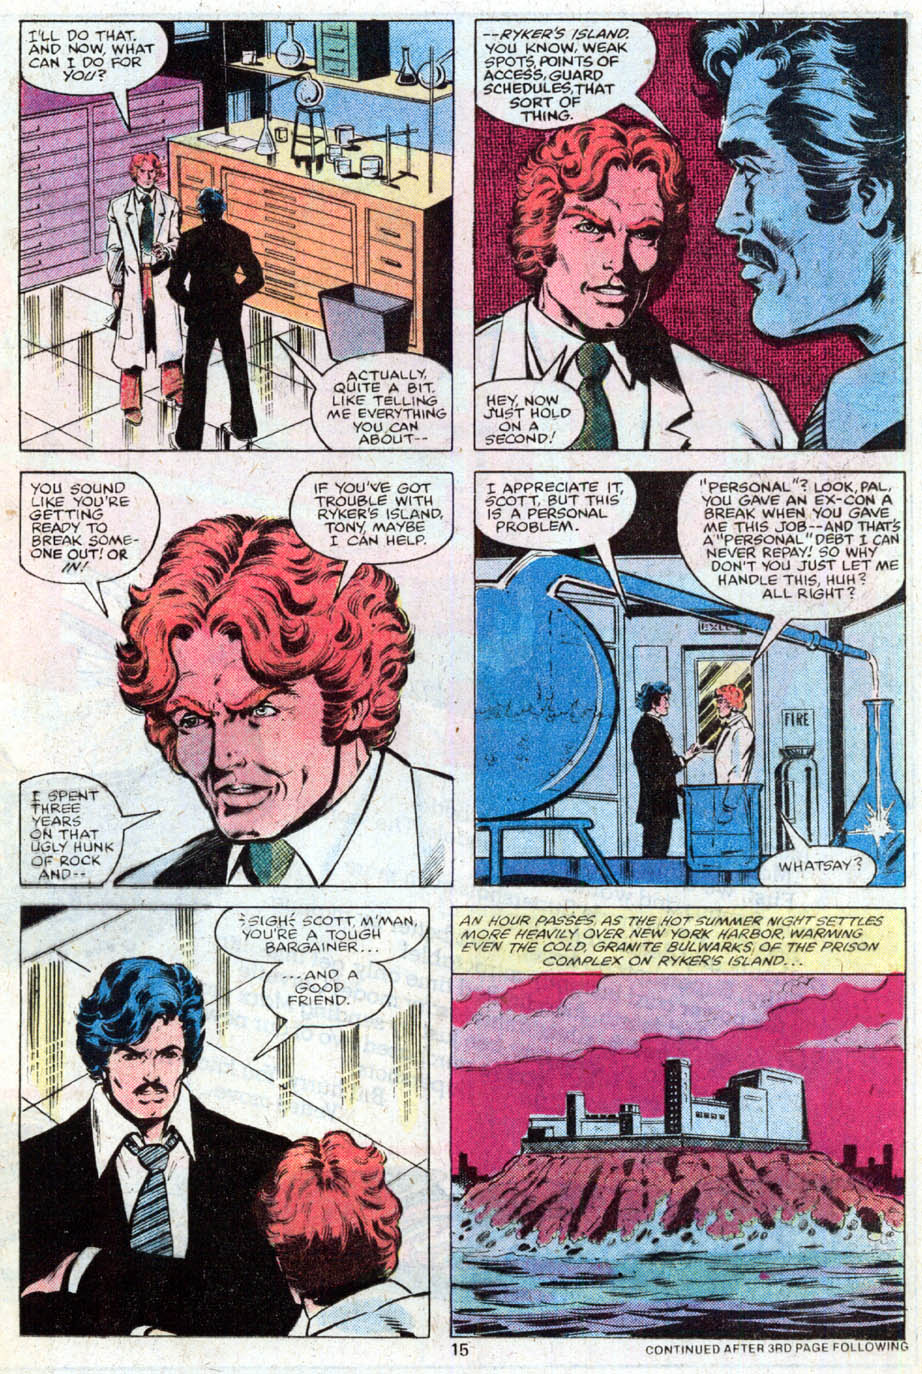 I'LL DO THAT.
AND NOW, WHAT
CAN I DO FOR
YOU?
ACTUALLY,
QUITE A BIT.
LIKE TELLING
ME EVERYTHING
YOU CAN
ABOUT--
--RYKER'S ISLAND.
YOU KNOW, WEAK
SPOTS, POINTS OF
ACCESS, GUARD
SCHEDULES, THAT
SORT OF
THING.
HEY, NOW
JUST HOLD
ON A
SECOND!
YOU SOUND
LIKE YOU'RE
GETTING
READY TO
BREAK SOME-
ONE OUT! OR
IN!
IF YOU'VE GOT
TROUBLE WITH
RYKER'S ISLAND,
TONY, MAYBE
I CAN HELP.
I SPENT
THREE
YEARS
ON THAT
UGLY HUNK
OF ROCK
AND--
I APPRECIATE IT,
SCOTT, BUT THIS
IS A PERSONAL
PROBLEM.
"PERSONAL"? LOOK, PAL,
YOU GAVE AN EX-CON A
BREAK WHEN YOU GAVE
ME THIS JOB--AND THAT'S
A "PERSONAL" DEBT I CAN
NEVER REPAY! SO WHY
DON'T YOU JUST LET ME
HANDLE THIS, HUH?
ALL RIGHT?
FIRE
WHATSAY?
SIGH SCOTT, M'MAN,
YOU'RE A TOUGH
BARGAINER...
...AND A
GOOD
FRIEND.
AN HOUR PASSES, AS THE HOT SUMMER NIGHT SETTLES
MORE HEAVILY OVER NEW YORK HARBOR, WARMING
EVEN THE COLD, GRANITE BULWARKS, OF THE PRISON
COMPLEX ON RYKER'S ISLAND...
15
CONTINUED AFTER 3RD PAGE FOLLOWING